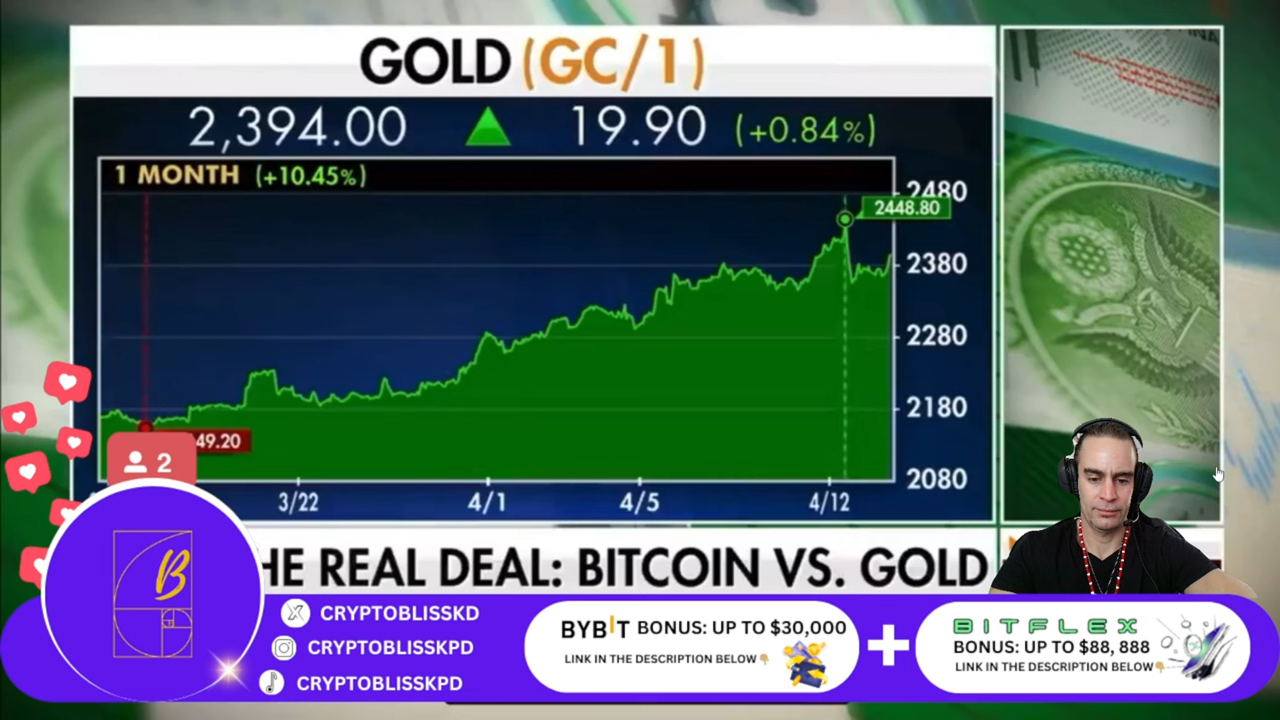 GOLD (GC/1)
2,394.00 19.90 (+0.84%)
1 MONTH (+10.45%)
2480
2448.80
2380
2280
2180
49.20
2080
3/22 4/1 4/5 4/12
2
HE REAL DEAL: BITCOIN VS. GOLD
B
X CRYPTOBLISSKD
CRYPTOBLISSKPD
CRYPTOBLISSKPD
BYBIT BONUS: UP TO $30,000
LINK IN THE DESCRIPTION BELOW
+
BITFLEX
BONUS: UP TO $88, 888
LINK IN THE DESCRIPTION BELOW